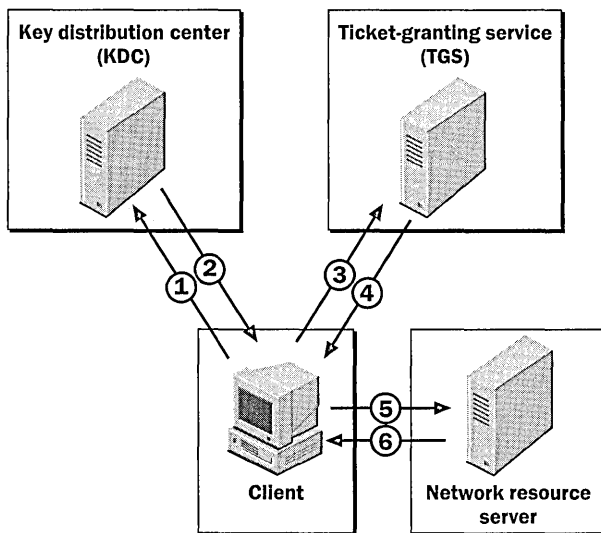 Key distribution center
(KDC)
Ticket-granting service
(TGS)
1
2
3
4
5
6
Client
Network resource
server